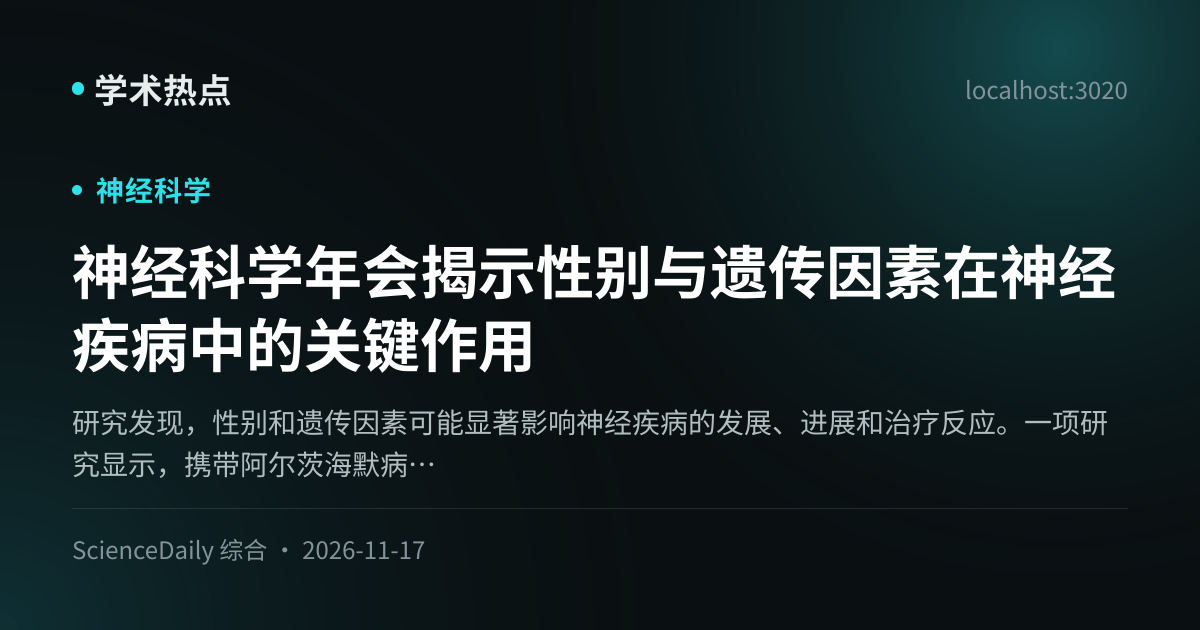 学术热点
localhost:3020
神经科学
神经科学年会揭示性别与遗传因素在神经
疾病中的关键作用
研究发现，性别和遗传因素可能显著影响神经疾病的发展、进展和治疗反应。一项研
究显示，携带阿尔茨海默病…
ScienceDaily 综合 · 2026-11-17